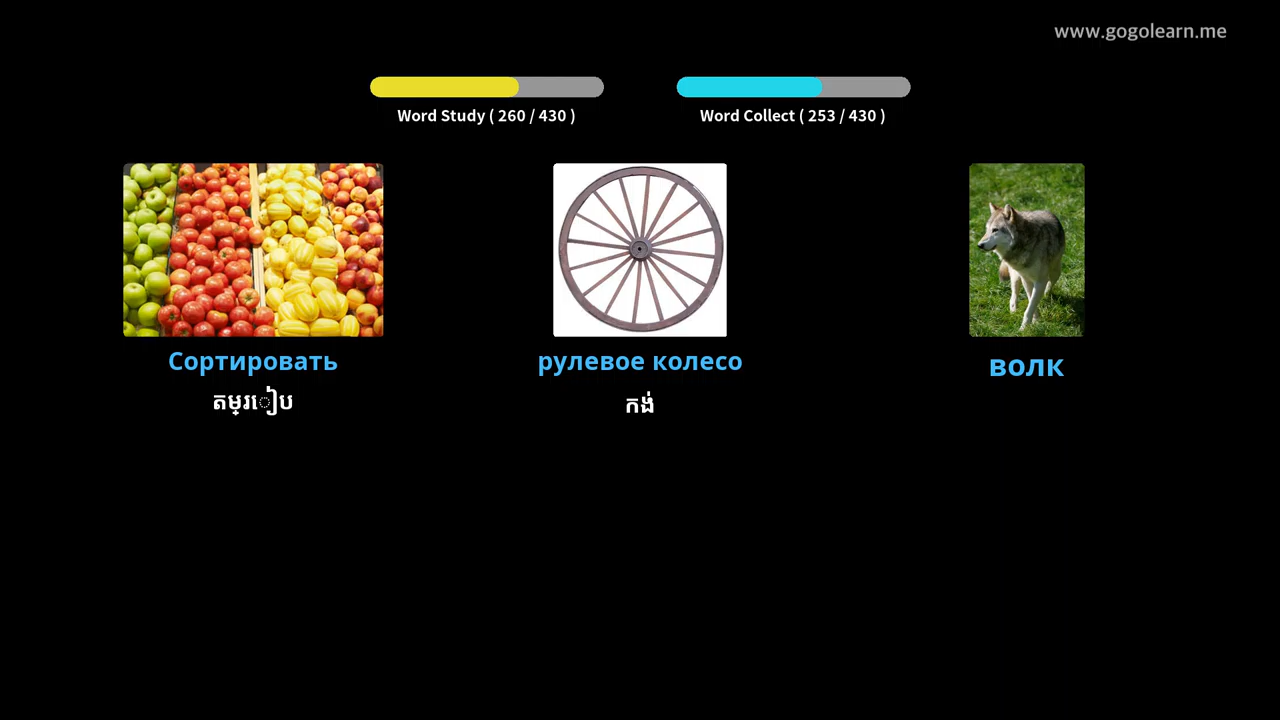 www.gogolearn.me
Word Study ( 260 / 430 )
Word Collect ( 253 / 430 )
Сортировать
តម្រៀប
рулевое колесо
កង់
волк